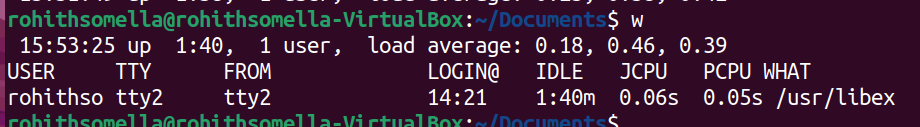 rohithsomella@rohithsomella-VirtualBox:~/Documents$ w
 15:53:25 up  1:40,  1 user,  load average: 0.18, 0.46, 0.39
USER     TTY      FROM             LOGIN@   IDLE   JCPU   PCPU WHAT
rohithso tty2     tty2             14:21    1:40m  0.06s  0.05s /usr/libex
rohithsomella@rohithsomella-VirtualBox:~/Documents$